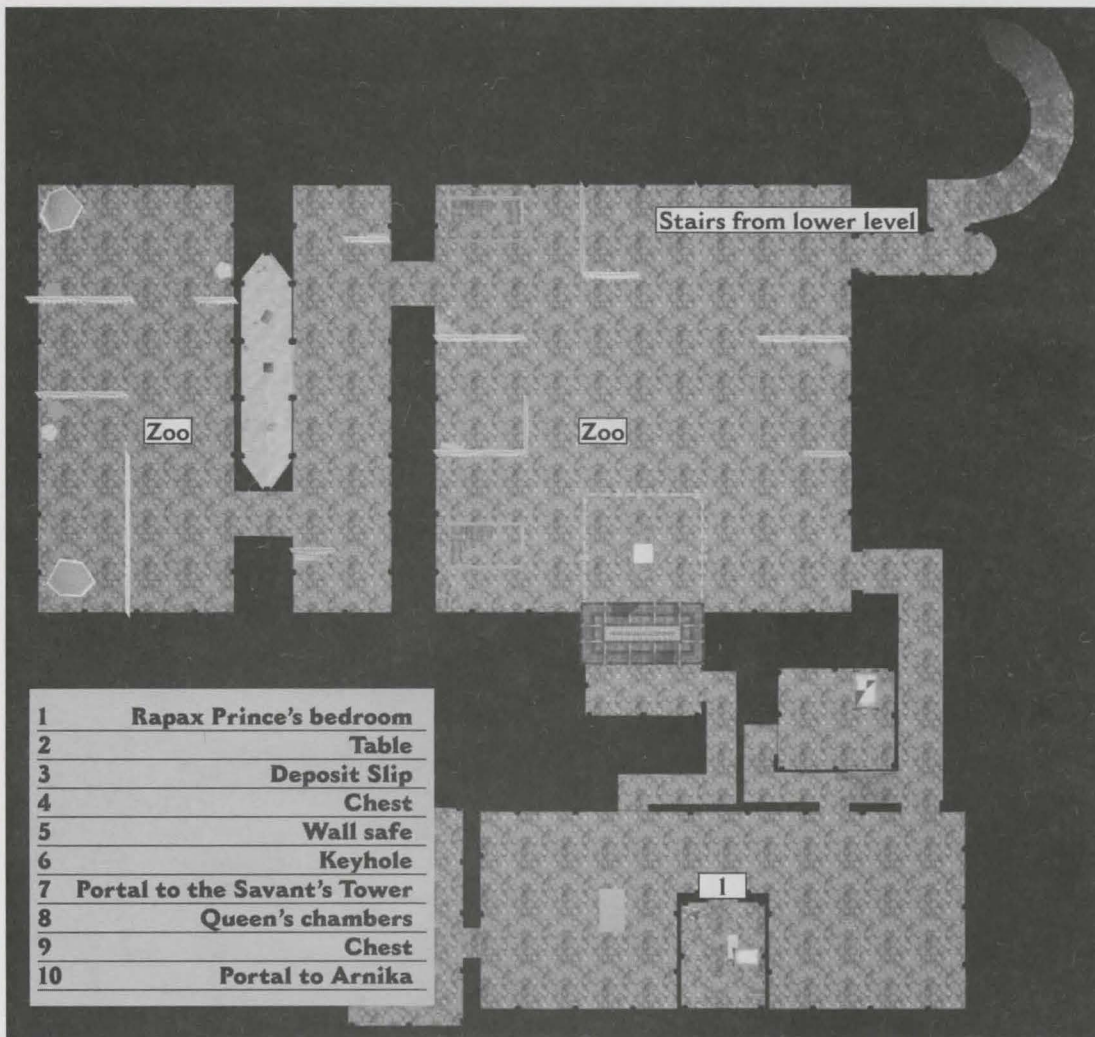 Stairs from lower level
Zoo
Zoo
1 Rapax Prince's bedroom
2 Table
3 Deposit Slip
4 Chest
5 Wall safe
6 Keyhole
7 Portal to the Savant's Tower
8 Queen's chambers
9 Chest
10 Portal to Arnika
1